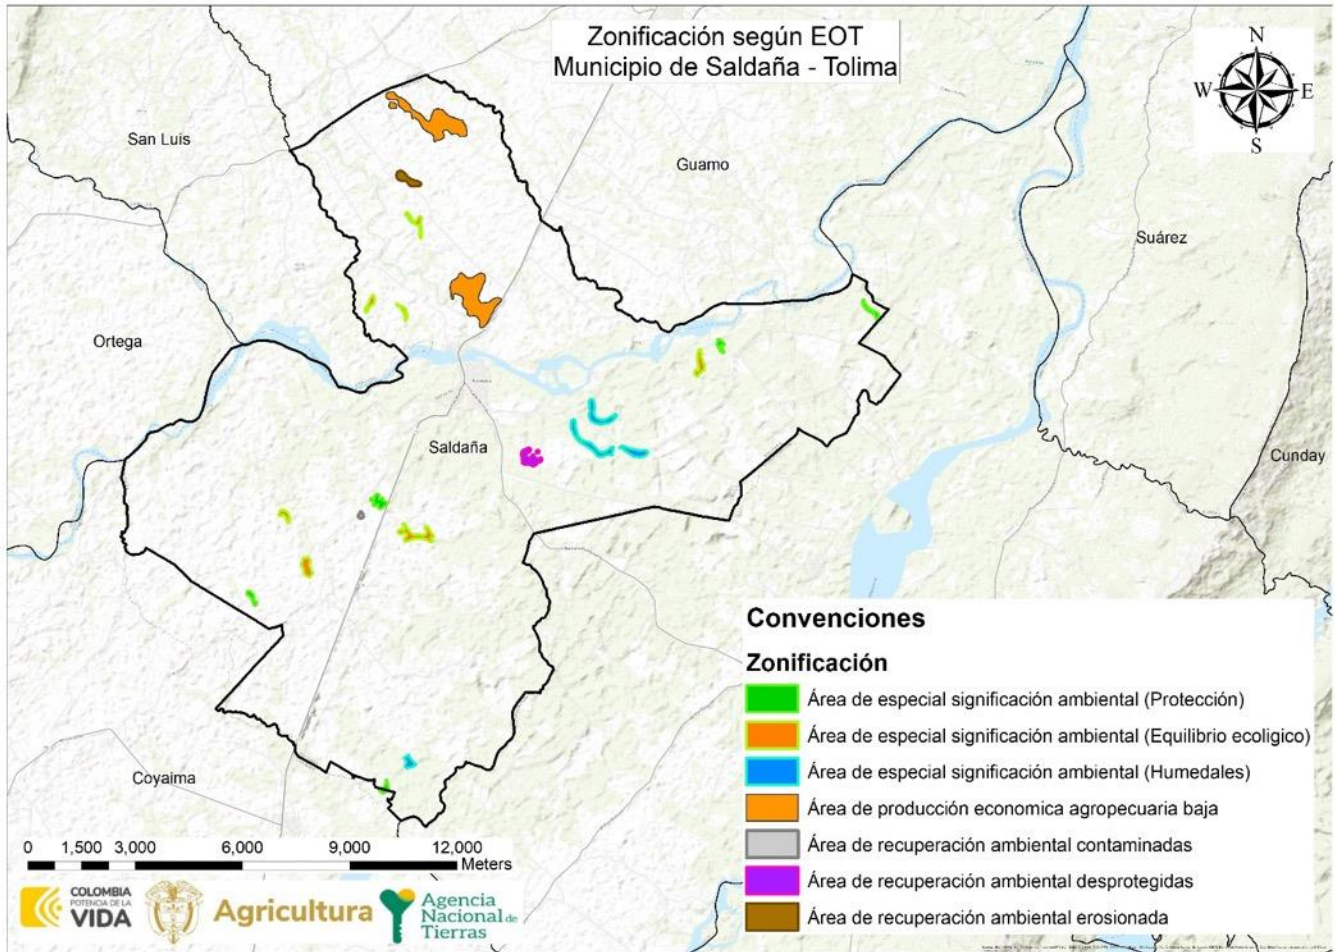 Zonificación según EOT
Municipio de Saldaña - Tolima
N
W
E
S
San Luis
Guamo
Suárez
Ortega
Saldaña
Cunday
Coyaima
Convenciones
Zonificación
Área de especial significación ambiental (Protección)
Área de especial significación ambiental (Equilibrio ecoligico)
Área de especial significación ambiental (Humedales)
Área de producción economica agropecuaria baja
Área de recuperación ambiental contaminadas
Área de recuperación ambiental desprotegidas
Área de recuperación ambiental erosionada
0 1,500 3,000 6,000 9,000 12,000
Meters
COLOMBIA
POTENCIA DE LA
VIDA
Agricultura
Agencia
Nacional de
Tierras